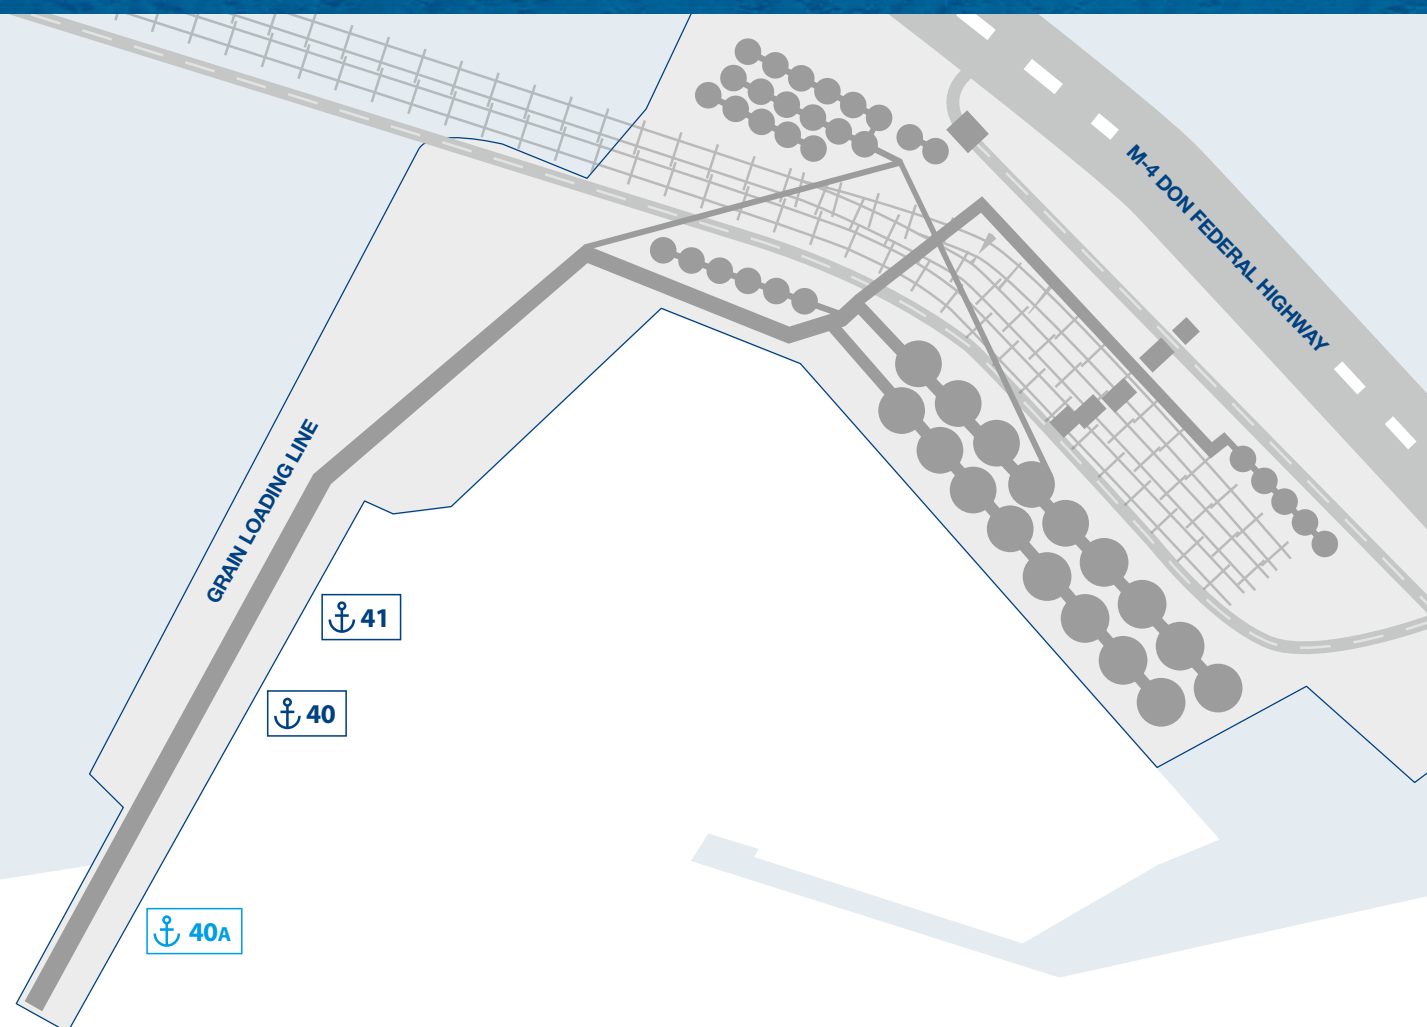 M-4 DON FEDERAL HIGHWAY
GRAIN LOADING LINE
41
40
40A